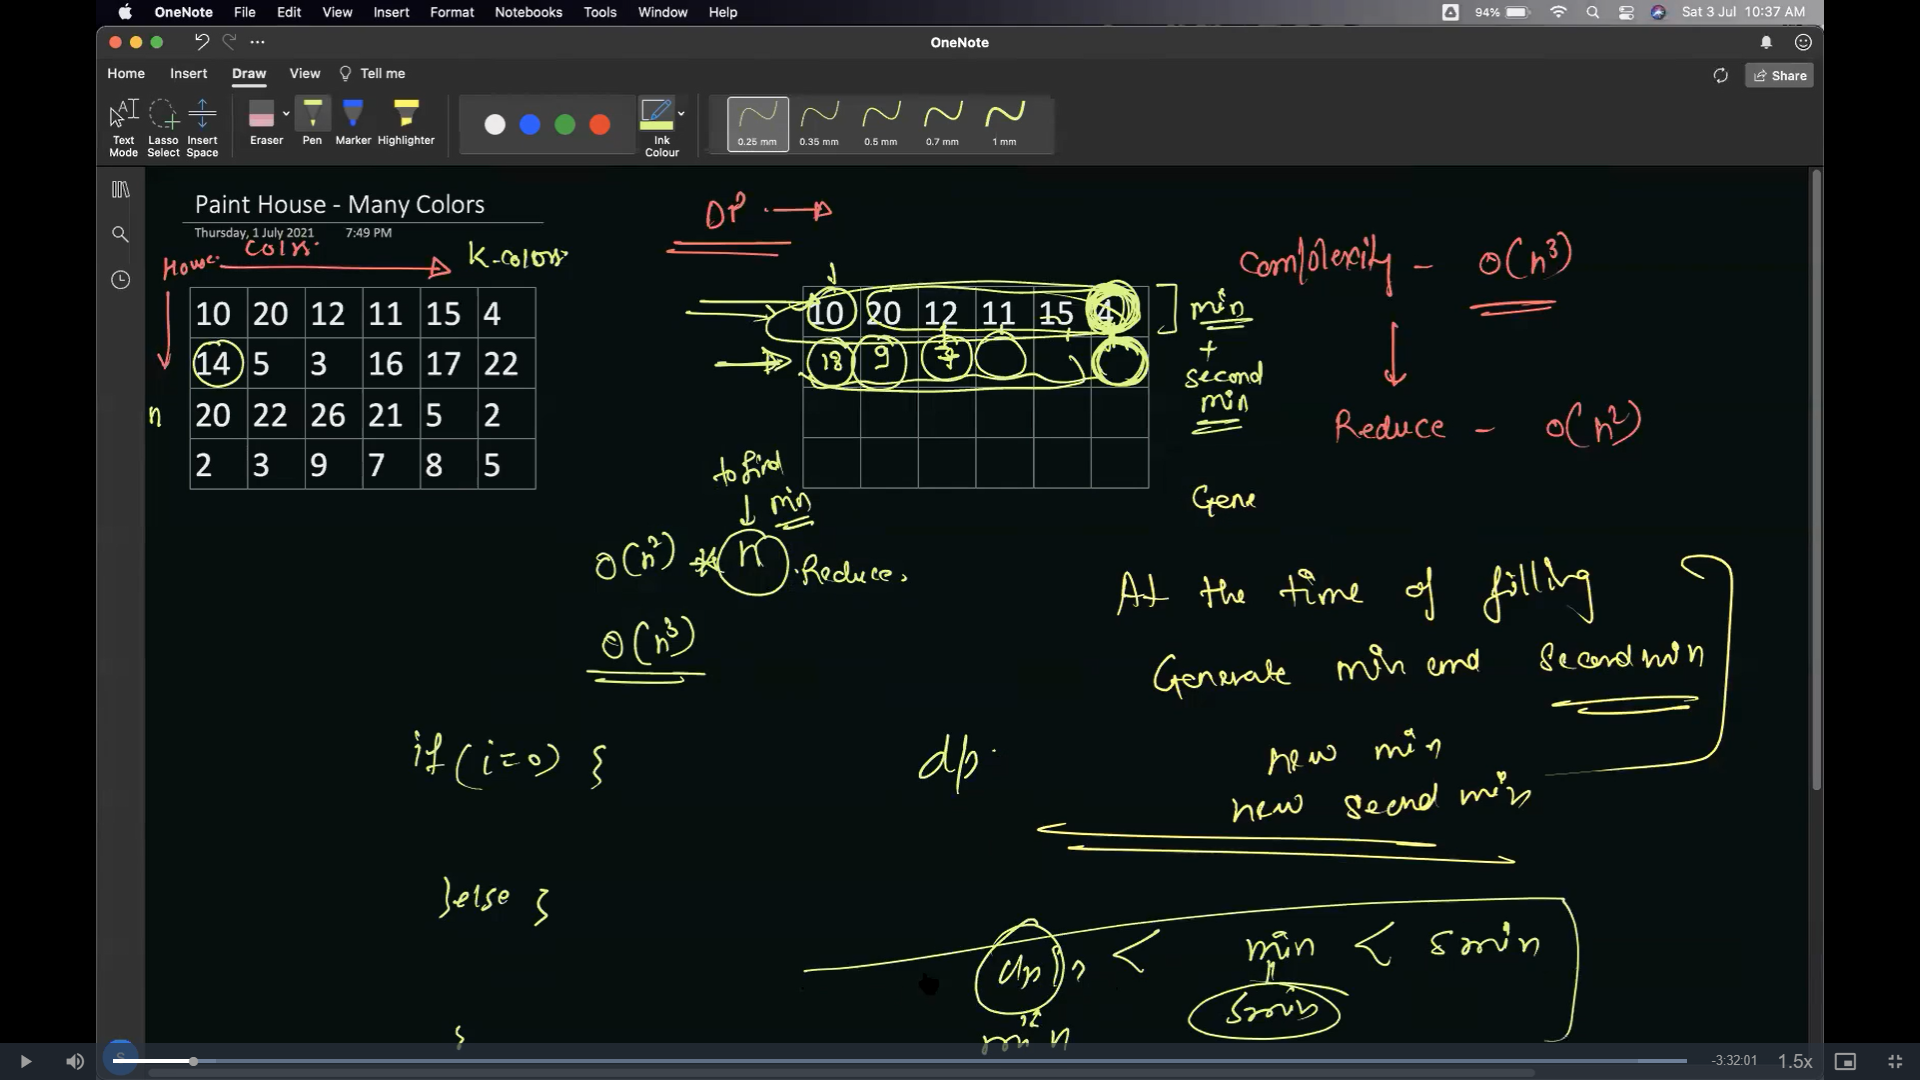 OneNote File Edit View Insert Format Notebooks Tools Window Help 94% Sat 3 Jul 10:37 AM
OneNote
Home Insert Draw View Tell me Share
Text Mode Lasso Select Insert Space Eraser Pen Marker Highlighter Ink Colour 0.25 mm 0.35 mm 0.5 mm 0.7 mm 1 mm
Paint House - Many Colors
Thursday, 1 July 2021 7:49 PM
House
K-colors
10 20 12 11 15 4
14 5 3 16 17 22
20 22 26 21 5 2
2 3 9 7 8 5
n
DP
10 20 12 11 15 4
18 9 7
min
+
second
min
Complexity - O(n³)
Reduce - O(n²)
to find
min
O(n²) * n Reduce.
O(n³)
Gene
At the time of filling
Generate min and second min
new min
new second min
if (i=0) {
dp
}else {
}
dp < min < smin
min smin
-3:32:01 1.5x